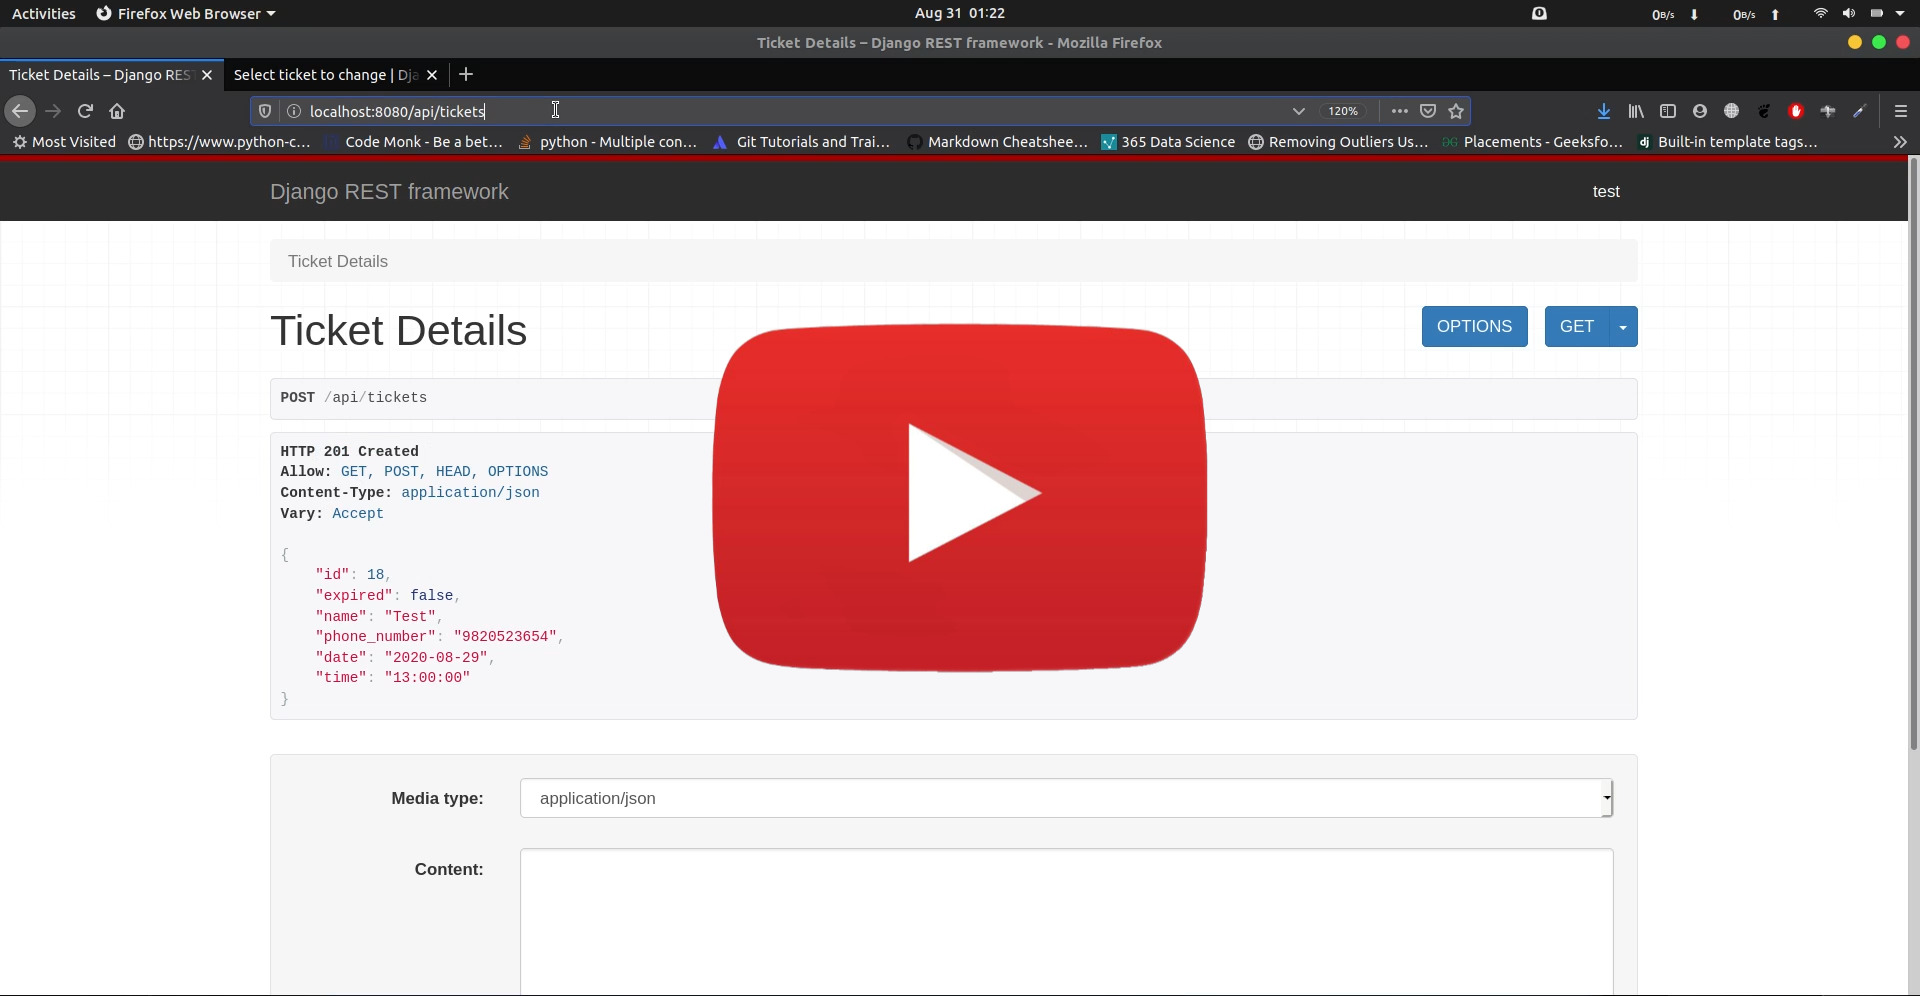 Activities Firefox Web Browser Aug 31 01:22 0B/s 0B/s
Ticket Details – Django REST framework - Mozilla Firefox
Ticket Details – Django RES Select ticket to change | Dja
localhost:8080/api/tickets 120%
Most Visited https://www.python-c... Code Monk - Be a bet... python - Multiple con... Git Tutorials and Trai... Markdown Cheatshee... 365 Data Science Removing Outliers Us... Placements - Geeksfo... Built-in template tags...
Django REST framework test
Ticket Details
Ticket Details OPTIONS GET
POST /api/tickets
HTTP 201 Created
Allow: GET, POST, HEAD, OPTIONS
Content-Type: application/json
Vary: Accept
{
"id": 18,
"expired": false,
"name": "Test",
"phone_number": "9820523654",
"date": "2020-08-29",
"time": "13:00:00"
}
Media type: application/json
Content: